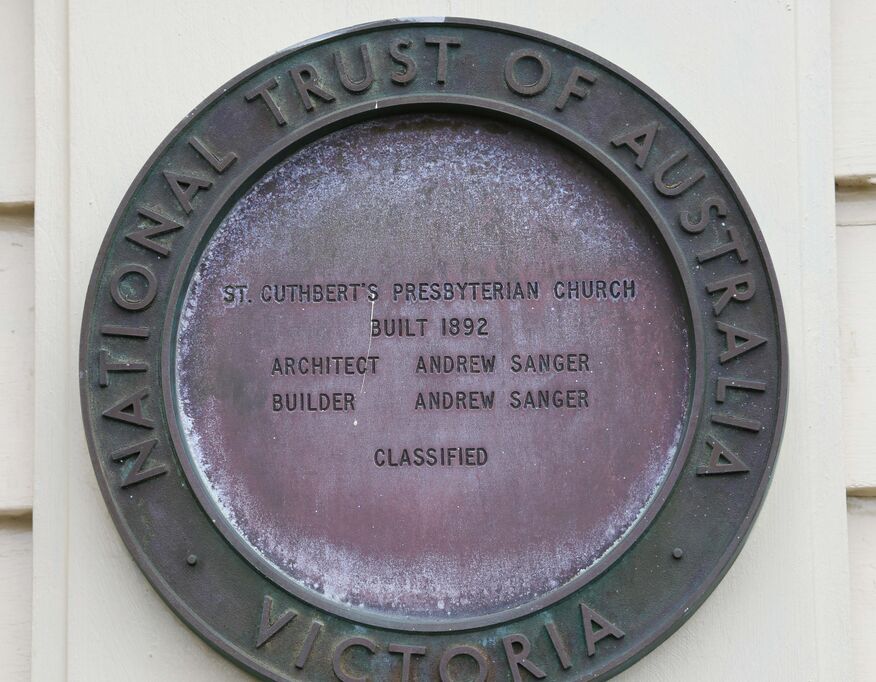 NATIONAL TRUST OF AUSTRALIA
ST. CUTHBERT'S PRESBYTERIAN CHURCH
BUILT 1892
ARCHITECT ANDREW SANGER
BUILDER ANDREW SANGER
CLASSIFIED
VICTORIA